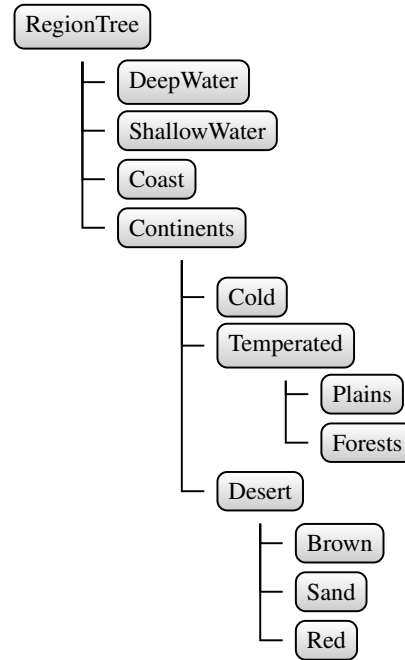 RegionTree
DeepWater
ShallowWater
Coast
Continents
Cold
Temperated
Plains
Forests
Desert
Brown
Sand
Red